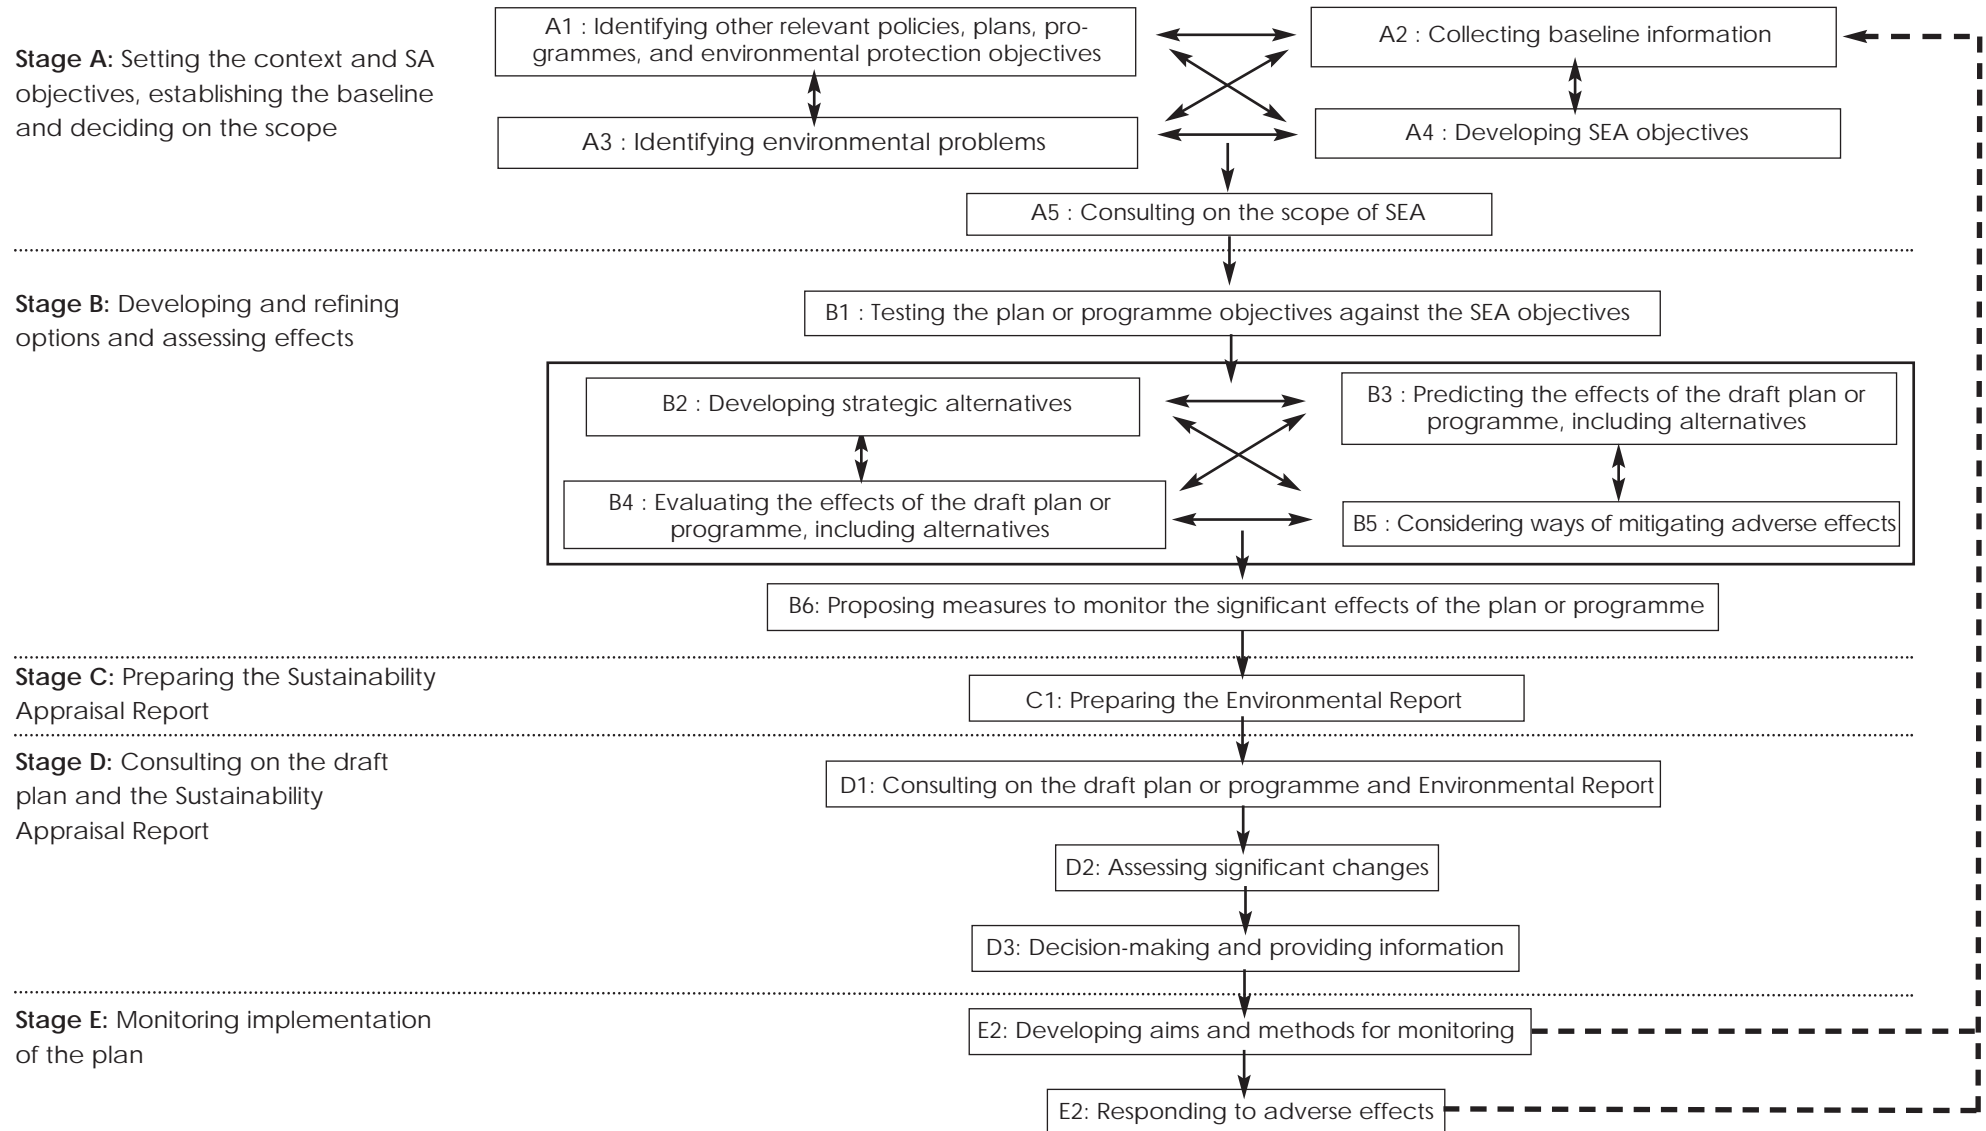 Stage A: Setting the context and SA
objectives, establishing the baseline
and deciding on the scope
A1 : Identifying other relevant policies, plans, pro-
grammes, and environmental protection objectives
A2 : Collecting baseline information
A3 : Identifying environmental problems
A4 : Developing SEA objectives
A5 : Consulting on the scope of SEA
Stage B: Developing and refining
options and assessing effects
B1 : Testing the plan or programme objectives against the SEA objectives
B2 : Developing strategic alternatives
B3 : Predicting the effects of the draft plan or
programme, including alternatives
B4 : Evaluating the effects of the draft plan or
programme, including alternatives
B5 : Considering ways of mitigating adverse effects
B6: Proposing measures to monitor the significant effects of the plan or programme
Stage C: Preparing the Sustainability
Appraisal Report
C1: Preparing the Environmental Report
Stage D: Consulting on the draft
plan and the Sustainability
Appraisal Report
D1: Consulting on the draft plan or programme and Environmental Report
D2: Assessing significant changes
D3: Decision-making and providing information
Stage E: Monitoring implementation
of the plan
E2: Developing aims and methods for monitoring
E2: Responding to adverse effects